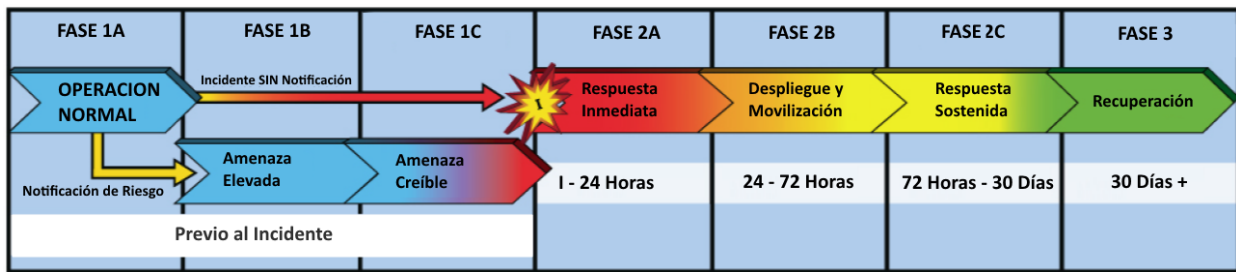 FASE 1A
FASE 1B
FASE 1C
FASE 2A
FASE 2B
FASE 2C
FASE 3
OPERACION
NORMAL
Incidente SIN Notificación
I
Respuesta
Inmediata
Despliegue y
Movilización
Respuesta
Sostenida
Recuperación
Notificación de Riesgo
Amenaza
Elevada
Amenaza
Creíble
I - 24 Horas
24 - 72 Horas
72 Horas - 30 Días
30 Días +
Previo al Incidente